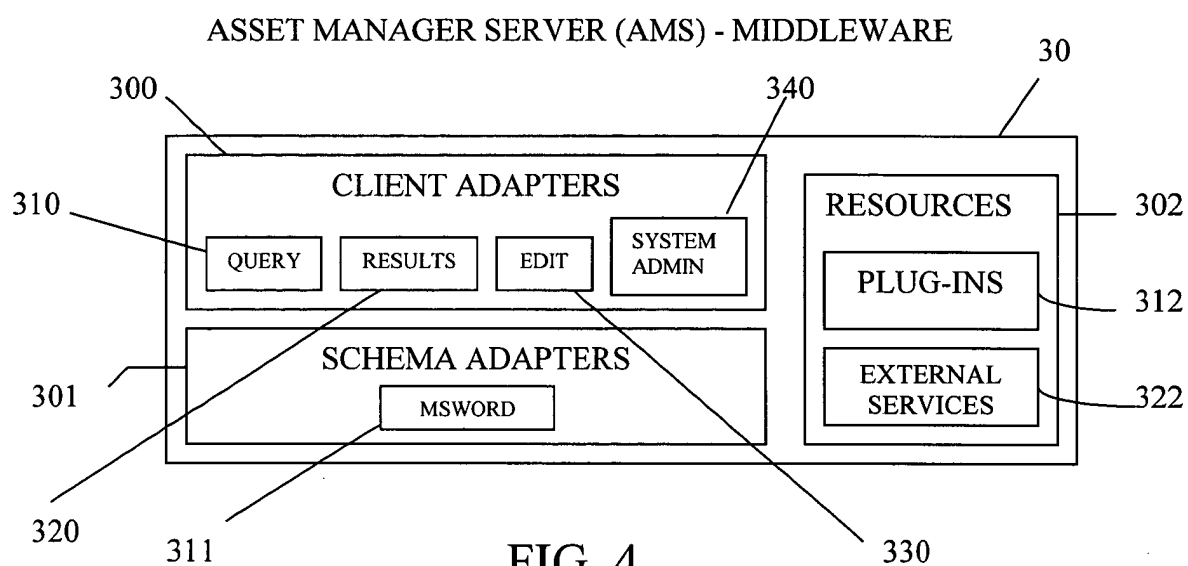 ASSET MANAGER SERVER (AMS) - MIDDLEWARE
30
300
340
CLIENT ADAPTERS
310
QUERY
RESULTS
EDIT
SYSTEM
ADMIN
RESOURCES
302
PLUG-INS
312
SCHEMA ADAPTERS
301
MSWORD
EXTERNAL
SERVICES
322
320
311
FIG. 4
330